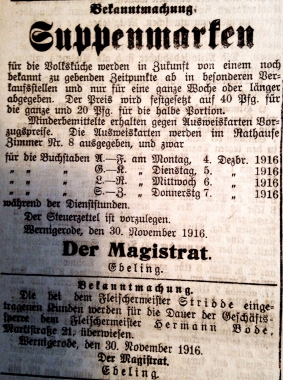 Bekanntmachung.
Suppenmarken
für die Volksküche werden in Zukunft von einem noch
bekannt zu gebenden Zeitpunkte ab in besonderen Ver-
kaufsstellen und nur für eine ganze Woche oder länger
abgegeben. Der Preis wird festgesetzt auf 40 Pfg. für
die ganze und 20 Pfg. für die halbe Portion.
Minderbemittelte erhalten gegen Ausweiskarten Vor-
zugspreise. Die Ausweiskarten werden im Rathause
Zimmer Nr. 8 ausgegeben, und zwar
für die Buchstaben A.—F. am Montag, 4. Dezbr. 1916
„ „ „ G.—K. „ Dienstag, 5. „ 1916
„ „ „ L.—R. „ Mittwoch 6. „ 1916
„ „ „ S.—Z. „ Donnerstg 7. „ 1916
während der Dienststunden.
Der Steuerzettel ist vorzulegen.
Wernigerode, den 30. November 1916.
Der Magistrat.
Ebeling.
Bekanntmachung.
Die bei dem Fleischermeister Stridde einge-
tragenen Kunden werden für die Dauer der Geschäfts-
sperre dem Fleischermeister Hermann Bode,
Marktstraße 21, überwiesen.
Wernigerode, den 30. November 1916.
Der Magistrat.
Ebeling.